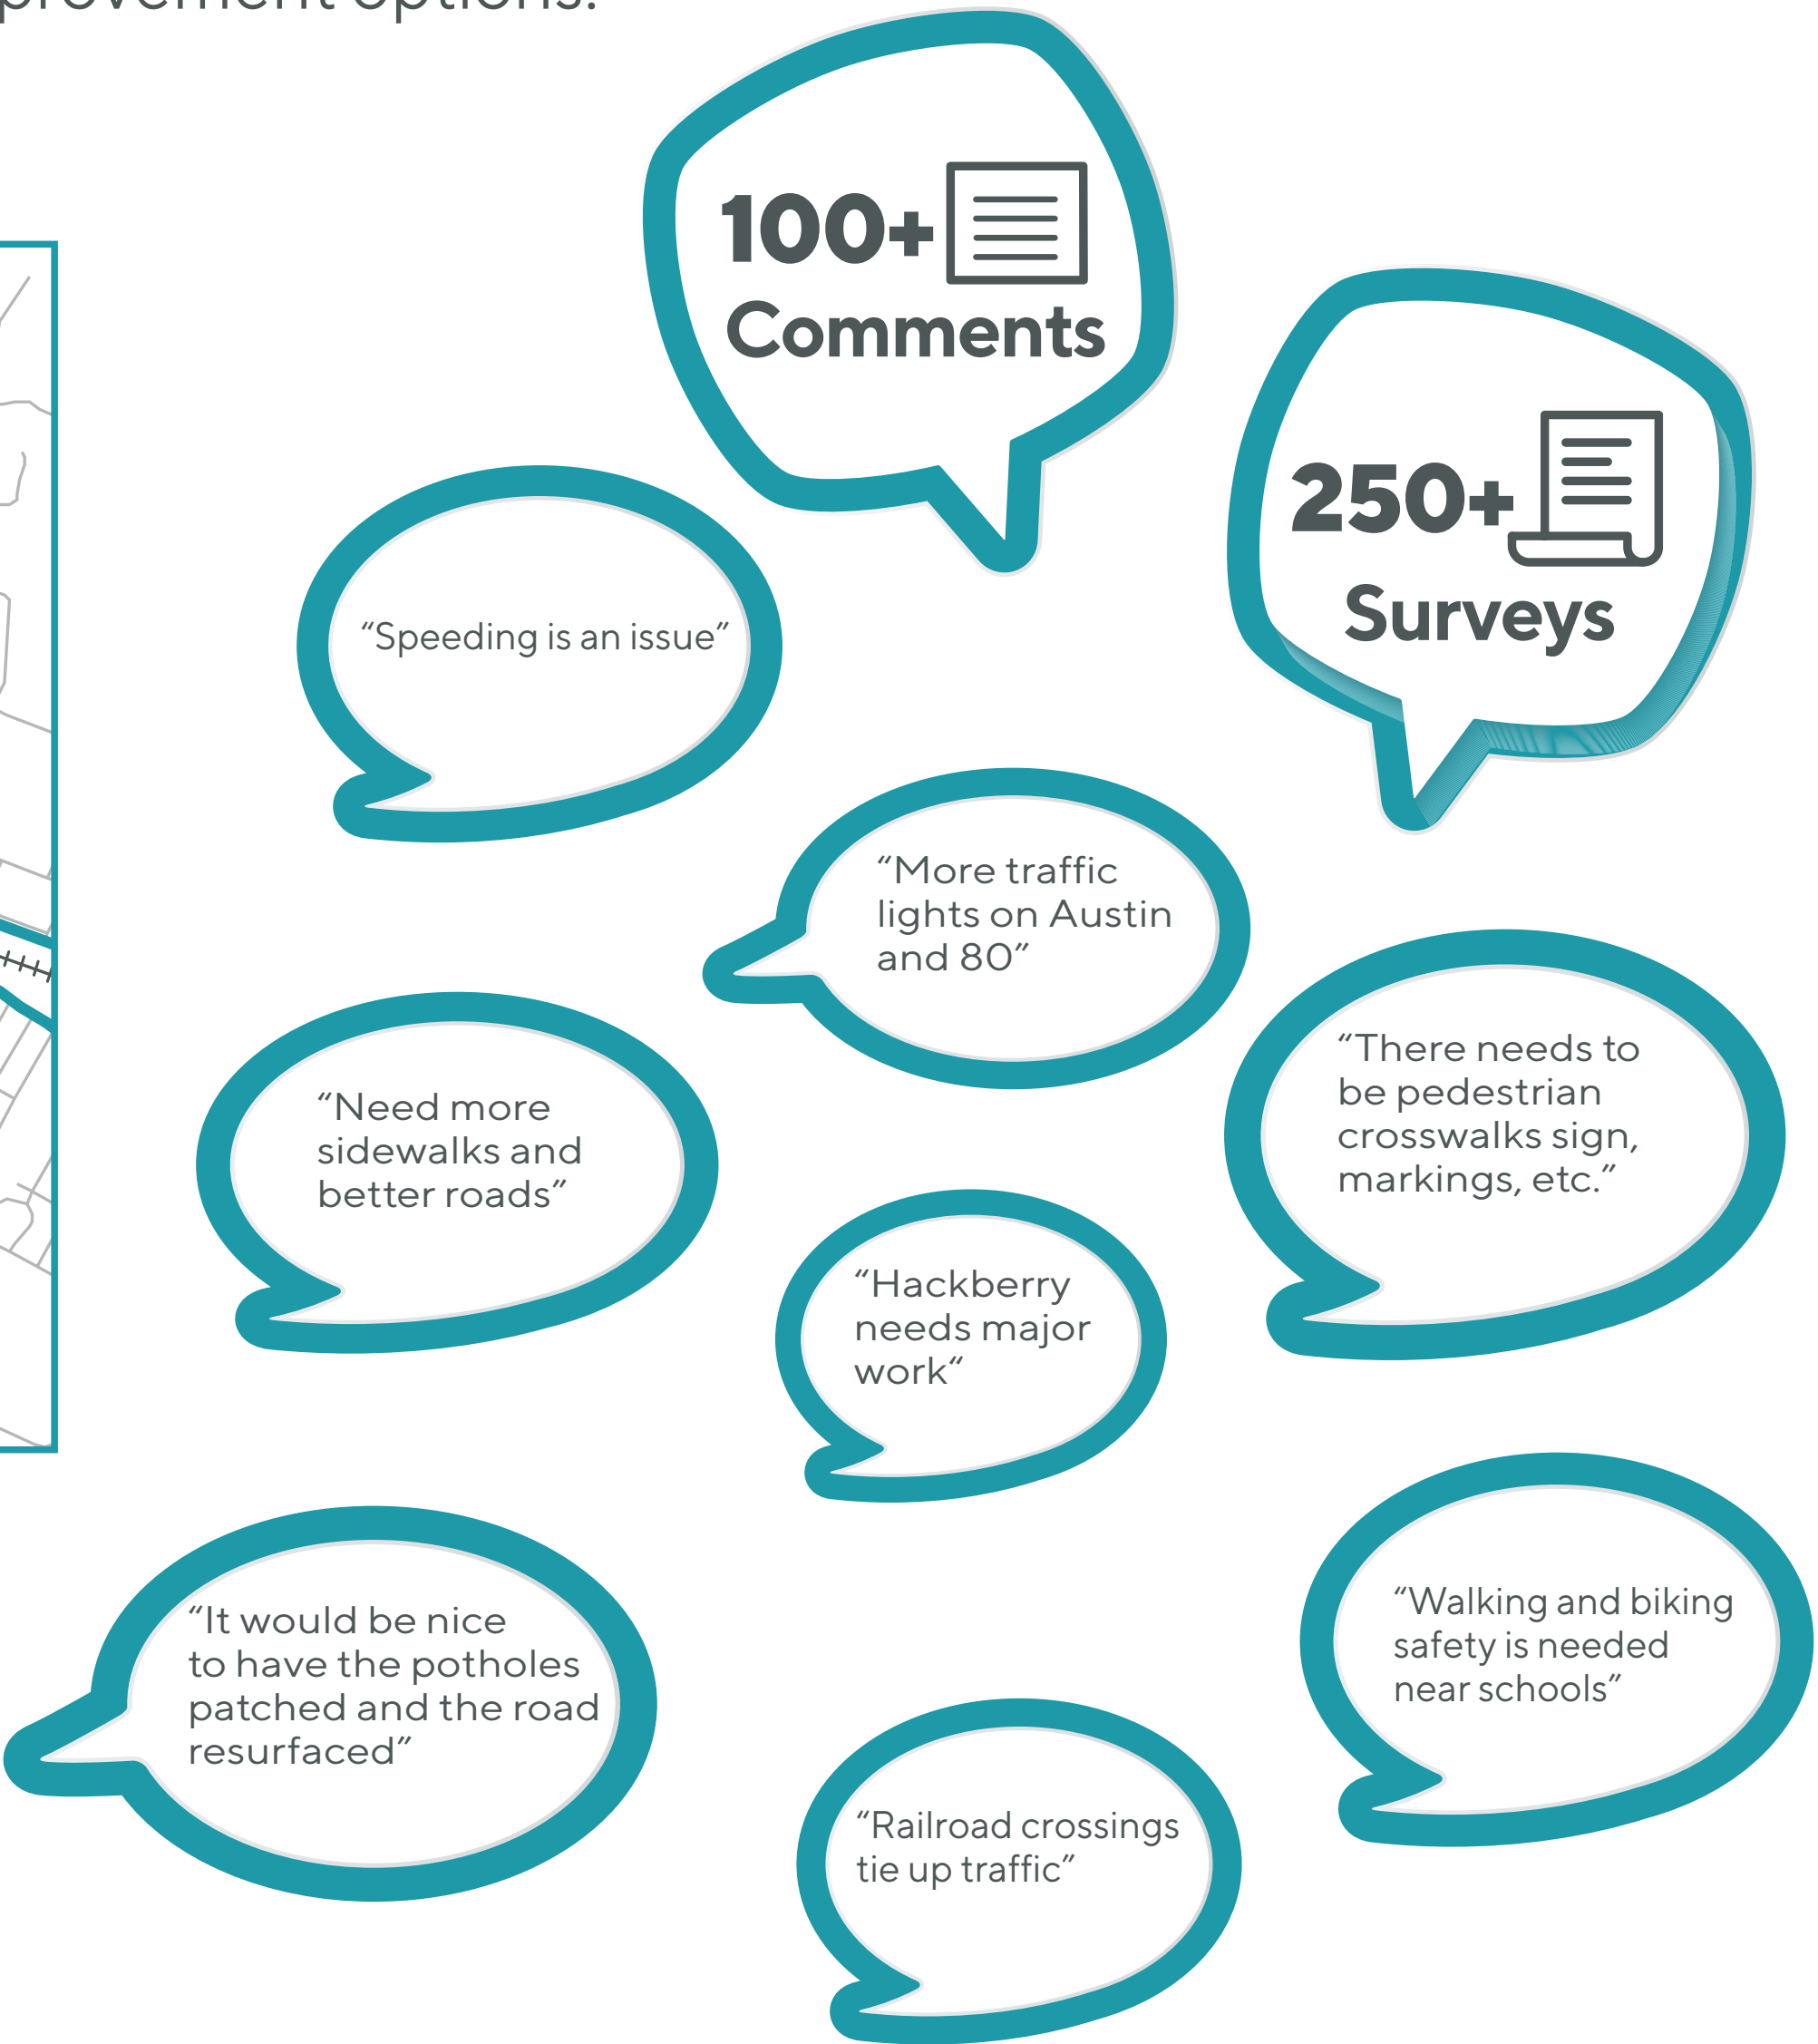 provement options.
100+
Comments
250+
Surveys
“Speeding is an issue”
“More traffic
lights on Austin
and 80”
“There needs to
be pedestrian
crosswalks sign,
markings, etc.”
“Need more
sidewalks and
better roads”
“Hackberry
needs major
work”
“Walking and biking
safety is needed
near schools”
“It would be nice
to have the potholes
patched and the road
resurfaced”
“Railroad crossings
tie up traffic”